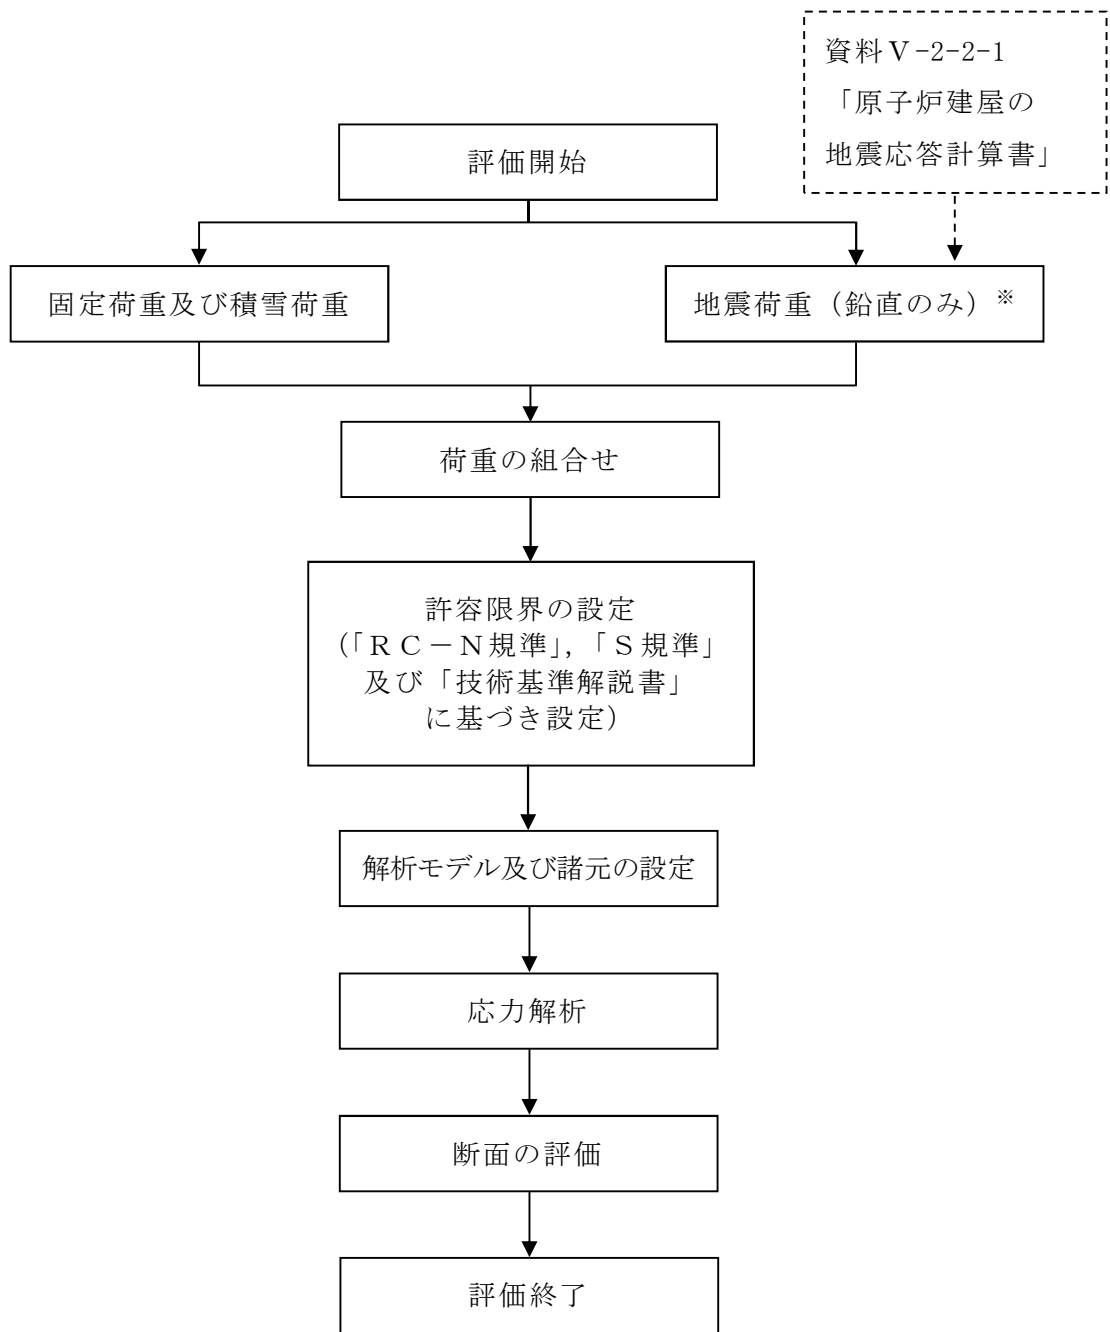 資料Ⅴ-2-2-1
「原子炉建屋の
地震応答計算書」
評価開始
固定荷重及び積雪荷重
地震荷重（鉛直のみ）※
荷重の組合せ
許容限界の設定
(「ＲＣ－Ｎ規準」, 「Ｓ規準」
及び「技術基準解説書」
に基づき設定）
解析モデル及び諸元の設定
応力解析
断面の評価
評価終了